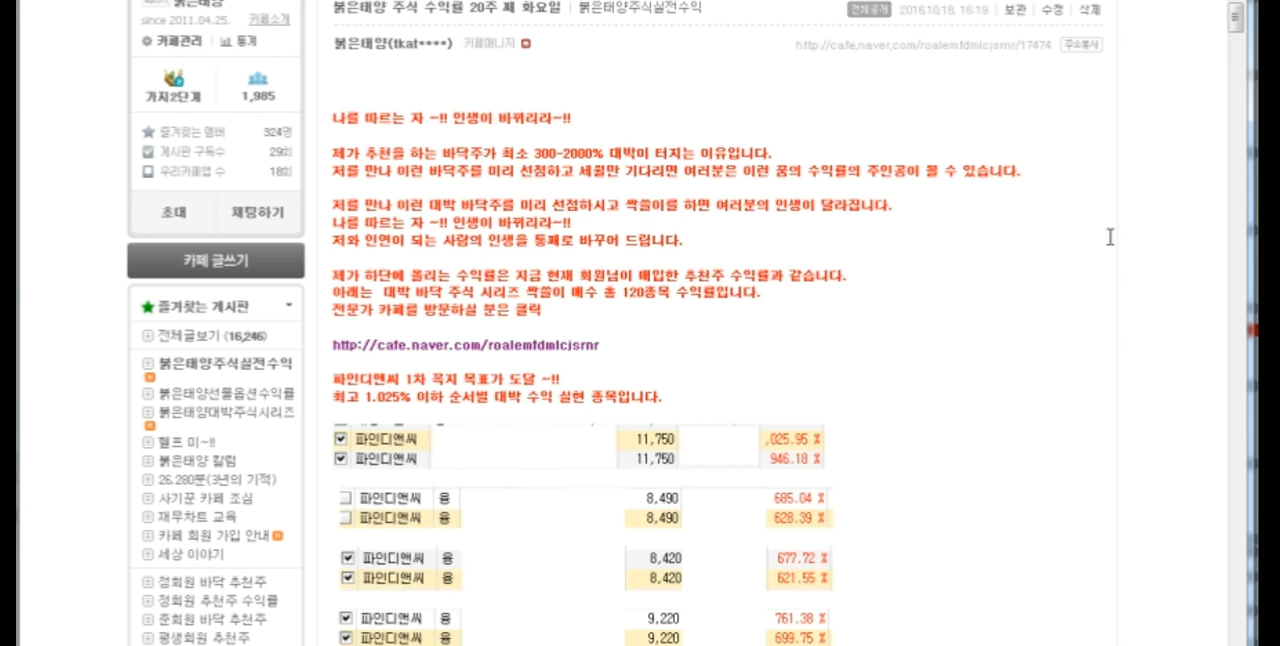 붉은태양
since 2011.04.25. 카페소개
카페관리 통계
가지2단계 1,985
즐겨찾는 멤버 324명
게시판 구독수 29회
우리카페앱 수 18회
초대 채팅하기
카페 글쓰기
즐겨찾는 게시판
전체글보기 (16,246)
붉은태양주식실전수익
붉은태양선물옵션수익률
붉은태양대박주식시리즈
헬프 미~!!
붉은태양 칼럼
26.280분(3년의 기적)
사기꾼 카페 조심
재무차트 교육
카페 회원 가입 안내
세상 이야기
정회원 바닥 추천주
정회원 추천주 수익률
준회원 바닥 추천주
평생회원 추천주
붉은태양 주식 수익률 20주 째 화요일 | 붉은태양주식실전수익 전체공개 2016.10.18. 16:19 | 보관 | 수정 | 삭제
붉은태양(tkat****) 카페매니저 http://cafe.naver.com/roalemfdmlcjsrnr/17474 주소복사
나를 따르는 자 ~!! 인생이 바뀌리라~!!
제가 추천을 하는 바닥주가 최소 300-2000% 대박이 터지는 이유입니다.
저를 만나 이런 바닥주를 미리 선점하고 세월만 기다리면 여러분은 이런 꿈의 수익률의 주인공이 될 수 있습니다.
저를 만나 이런 대박 바닥주를 미리 선점하시고 싹쓸이를 하면 여러분의 인생이 달라집니다.
나를 따르는 자 ~!! 인생이 바뀌리라~!!
저와 인연이 되는 사람의 인생을 통째로 바꾸어 드립니다.
제가 하단에 올리는 수익률은 지금 현재 회원님이 매입한 추천주 수익률과 같습니다.
아래는 대박 바닥 주식 시리즈 싹쓸이 매수 총 120종목 수익률입니다.
전문가 카페를 방문하실 분은 클릭
http://cafe.naver.com/roalemfdmlcjsrnr
파인디앤씨 1차 꼭지 목표가 도달 ~!!
최고 1.025% 이하 순서별 대박 수익 실현 종목입니다.
파인디앤씨 11,750 ,025.95 %
파인디앤씨 11,750 946.18 %
파인디앤씨 융 8,490 685.04 %
파인디앤씨 융 8,490 628.39 %
파인디앤씨 융 8,420 677.72 %
파인디앤씨 융 8,420 621.55 %
파인디앤씨 융 9,220 761.38 %
파인디앤씨 융 9,220 699.75 %